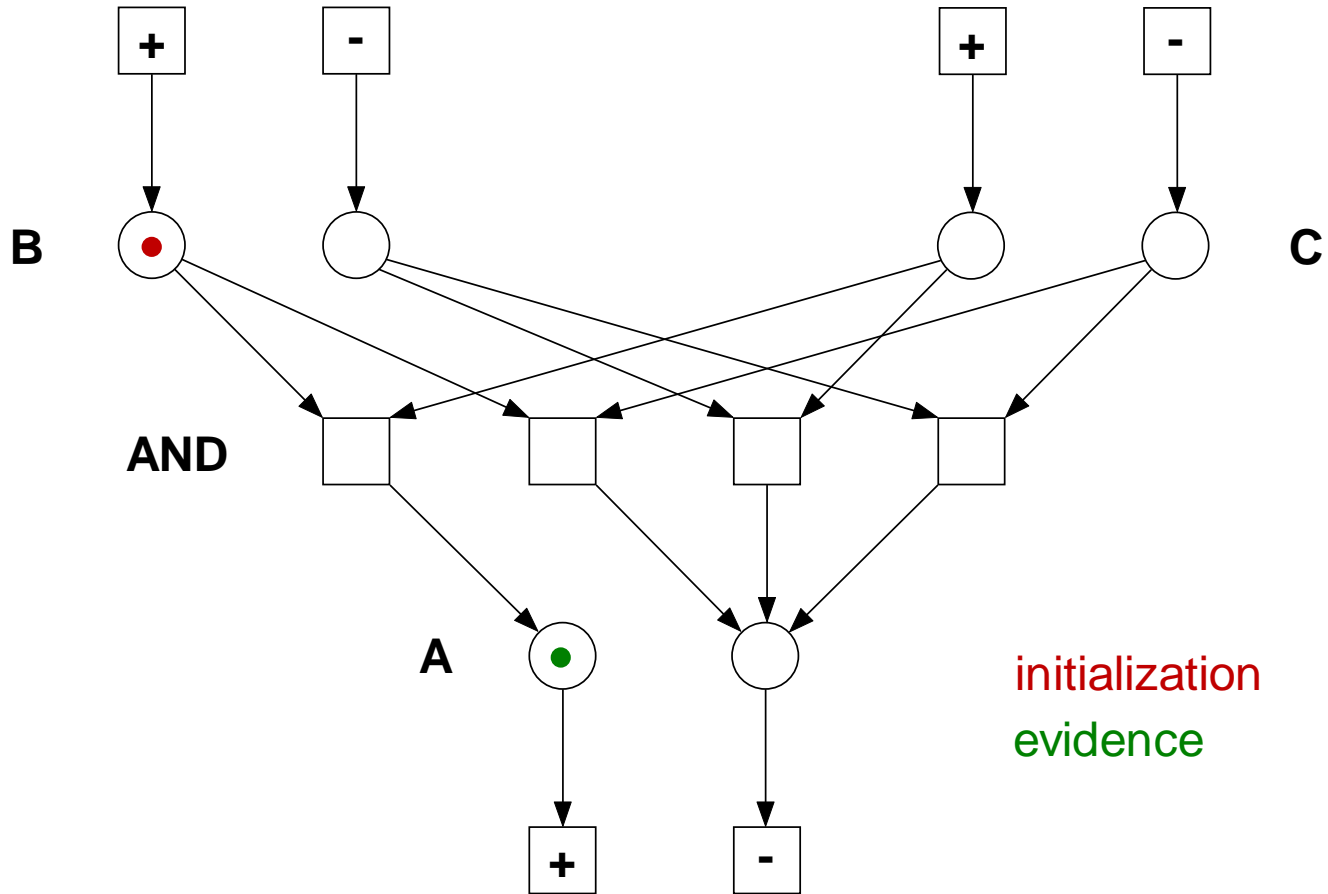 + - + -
B C
AND
A
initialization
evidence
+ -